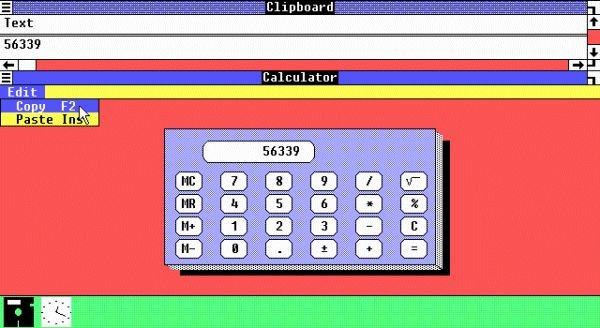 Clipboard
Text
56339
Calculator
Edit
Copy F2
Paste Ins
56339
MC 7 8 9 / √
MR 4 5 6 * %
M+ 1 2 3 - C
M- 0 . ± + =